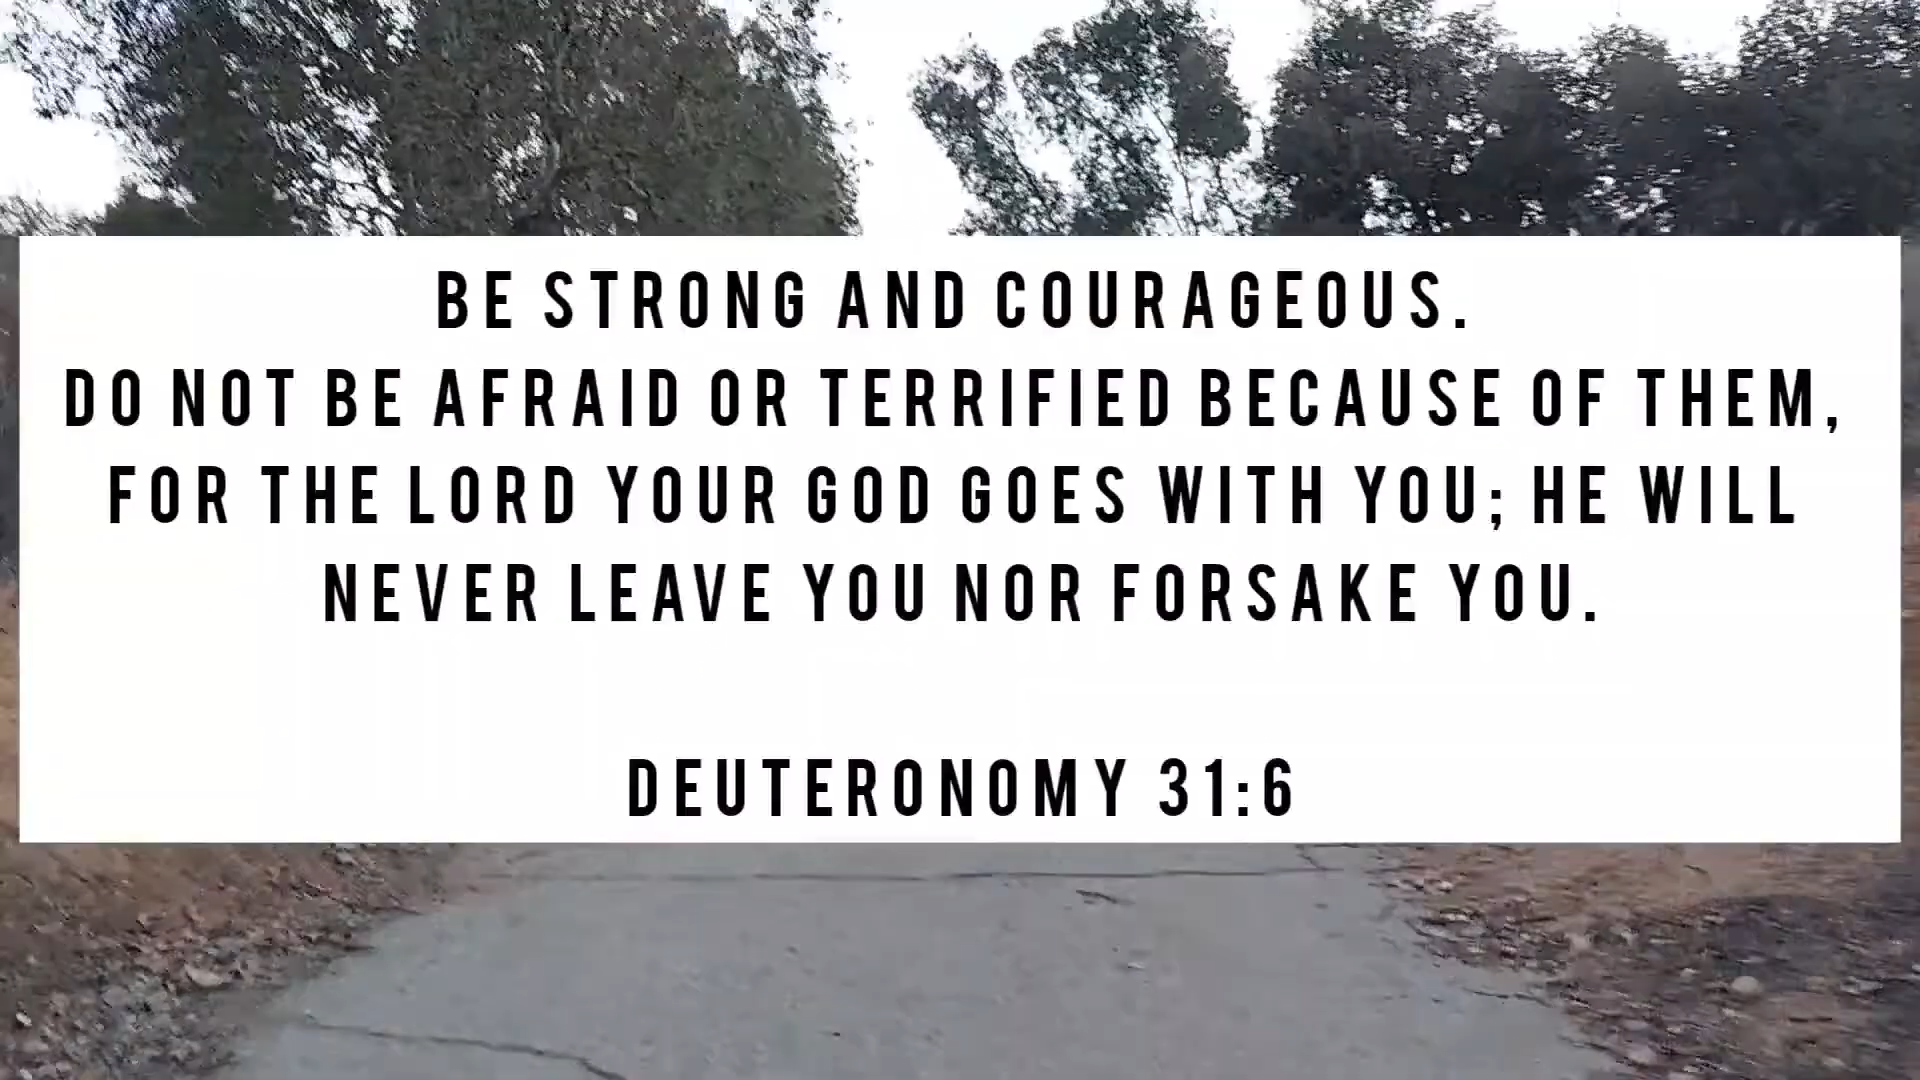 BE STRONG AND COURAGEOUS.
DO NOT BE AFRAID OR TERRIFIED BECAUSE OF THEM,
FOR THE LORD YOUR GOD GOES WITH YOU; HE WILL
NEVER LEAVE YOU NOR FORSAKE YOU.
DEUTERONOMY 31:6